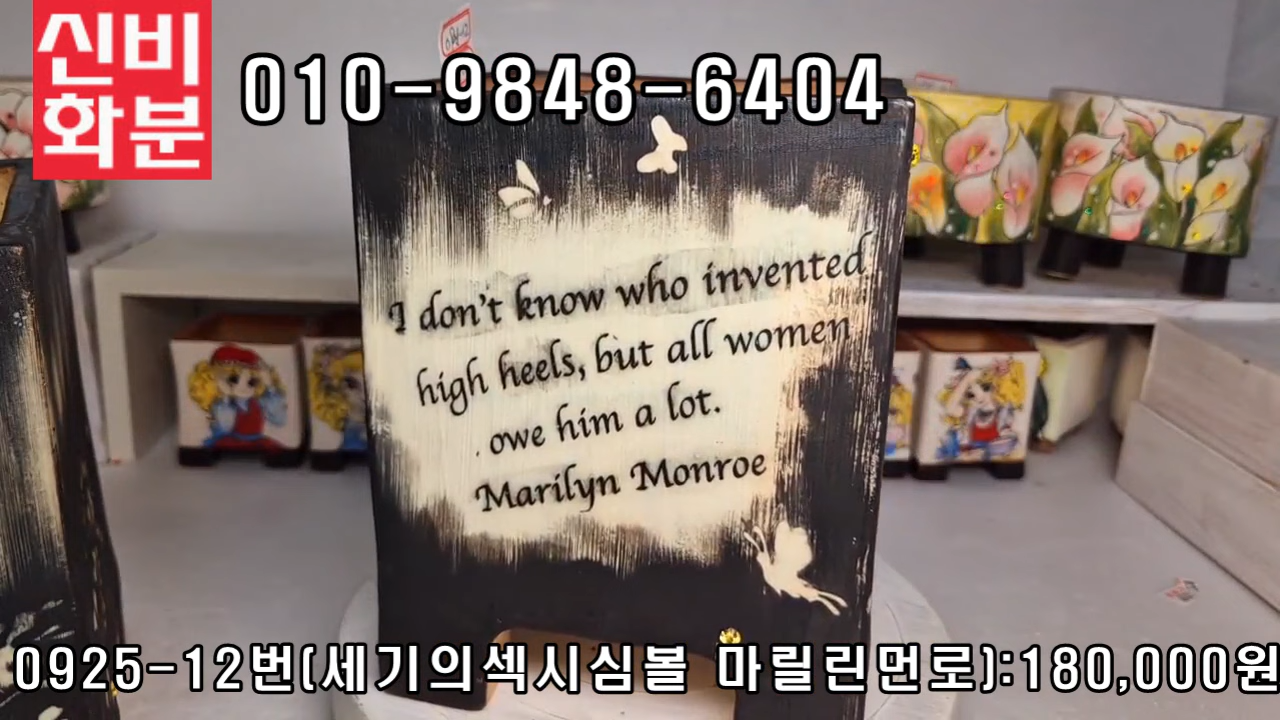 신비
화분
010-9848-6404
I don't know who invented
high heels, but all women
owe him a lot.
Marilyn Monroe
0925-12번(세기의섹시심볼 마릴린먼로):180,000원